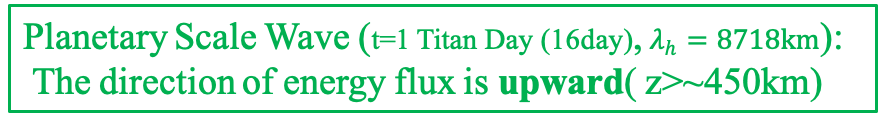 Planetary Scale Wave (t=1 Titan Day (16day), λₕ = 8718km):
The direction of energy flux is upward( z>~450km)